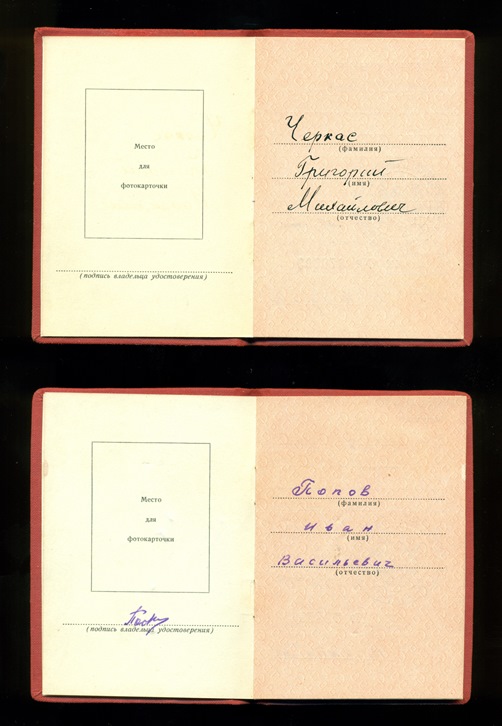 Место
для
фотокарточки
(подпись владельца удостоверения)
Черкас
(фамилия)
Григорий
(имя)
Михайлович
(отчество)
Место
для
фотокарточки
(подпись владельца удостоверения)
Попов
(фамилия)
Иван
(имя)
Васильевич
(отчество)